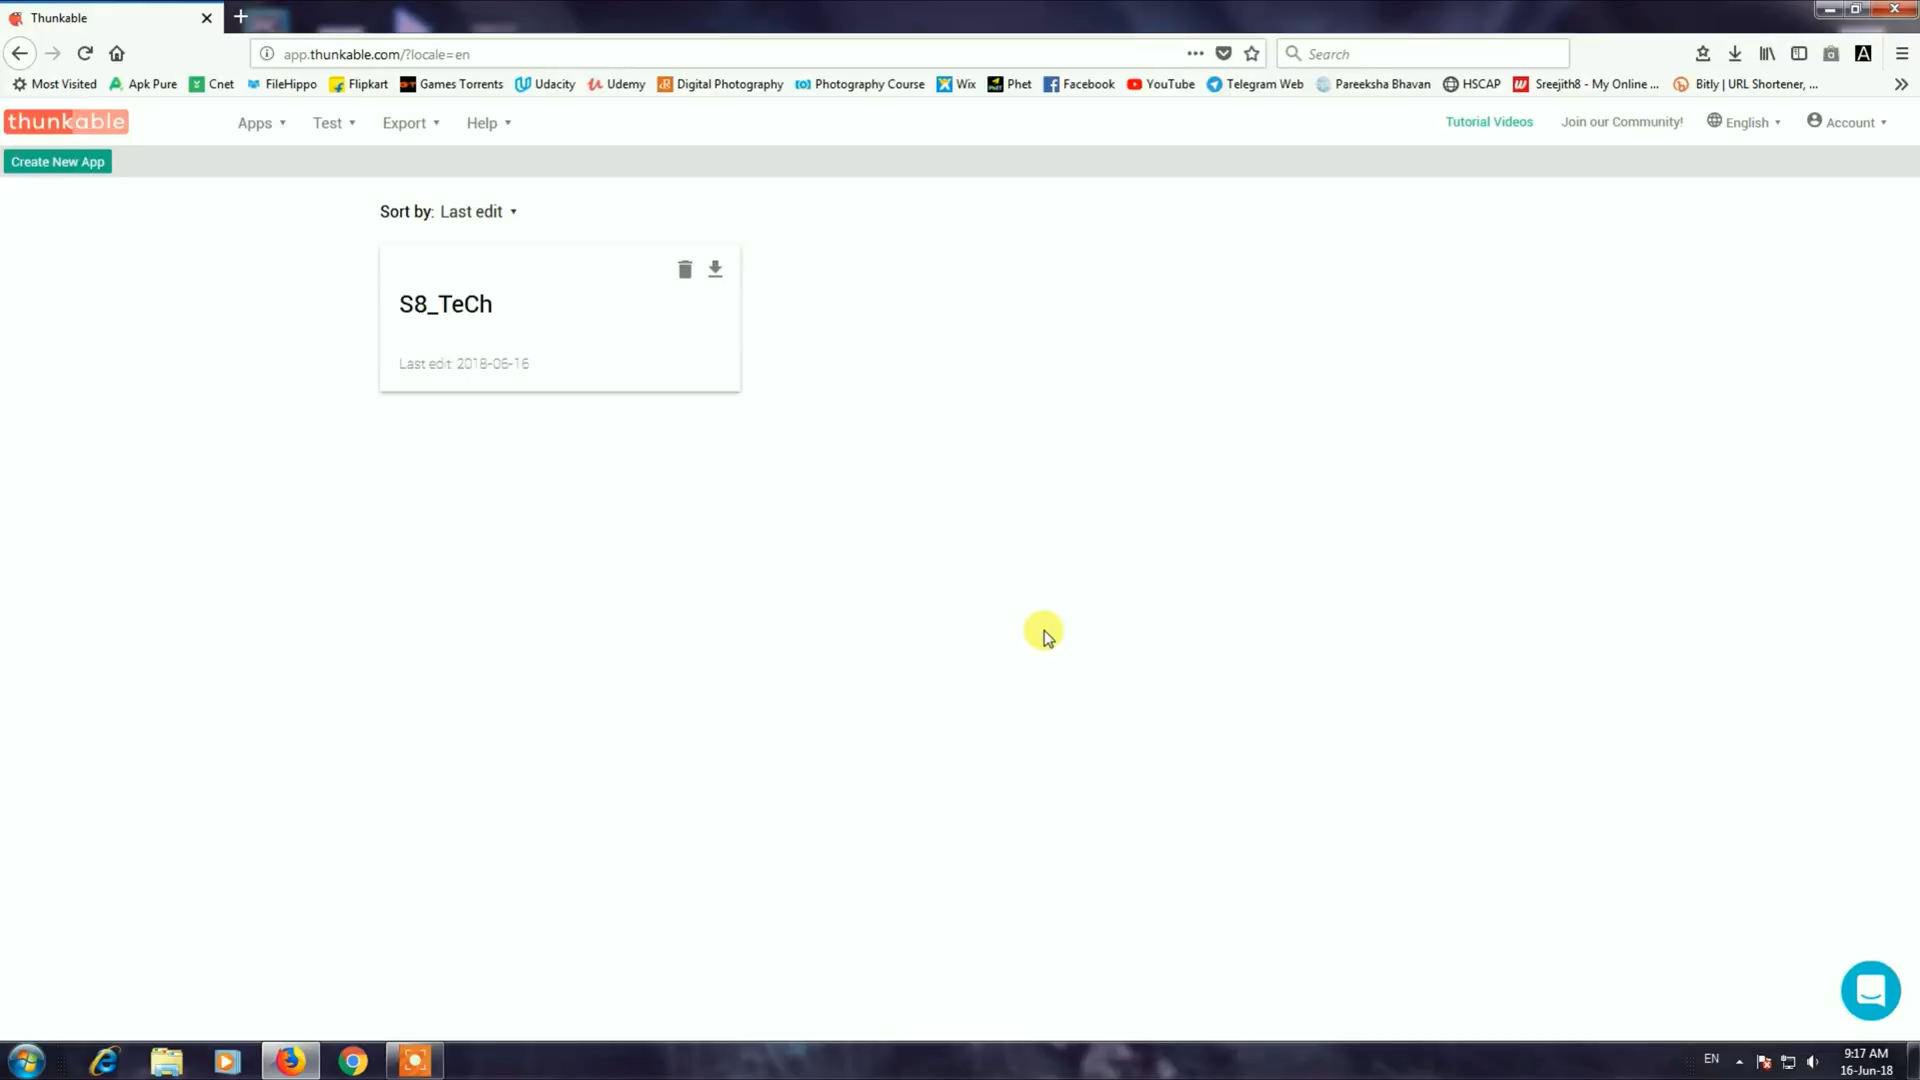 Thunkable
app.thunkable.com/?locale=en
Search
Most Visited Apk Pure Cnet FileHippo Flipkart Games Torrents Udacity Udemy Digital Photography Photography Course Wix Phet Facebook YouTube Telegram Web Pareeksha Bhavan HSCAP Sreejith8 - My Online ... Bitly | URL Shortener, ...
thunkable Apps Test Export Help Tutorial Videos Join our Community! English Account
Create New App
Sort by: Last edit
S8_TeCh
Last edit: 2018-06-16
EN
9:17 AM
16-Jun-18